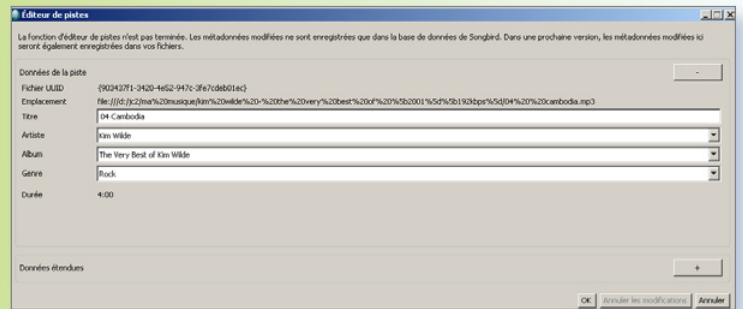 Éditeur de pistes
La fonction d'éditeur de pistes n'est pas terminée. Les métadonnées modifiées ne sont enregistrées que dans la base de données de Songbird. Dans une prochaine version, les métadonnées modifiées ici
seront également enregistrées dans vos fichiers.
Données de la piste
-
Fichier UUID {903437f1-3420-4e52-947c-3fe7cdeb01ec}
Emplacement file:///d:/jc2/ma%20musique/kim%20wilde%20-%20the%20very%20best%20of%20%5b2001%5d%5b192kbps%5d/04%20%20cambodia.mp3
Titre 04 Cambodia
Artiste Kim Wilde
Album The Very Best of Kim Wilde
Genre Rock
Durée 4:00
Données étendues +
OK Annuler les modifications Annuler